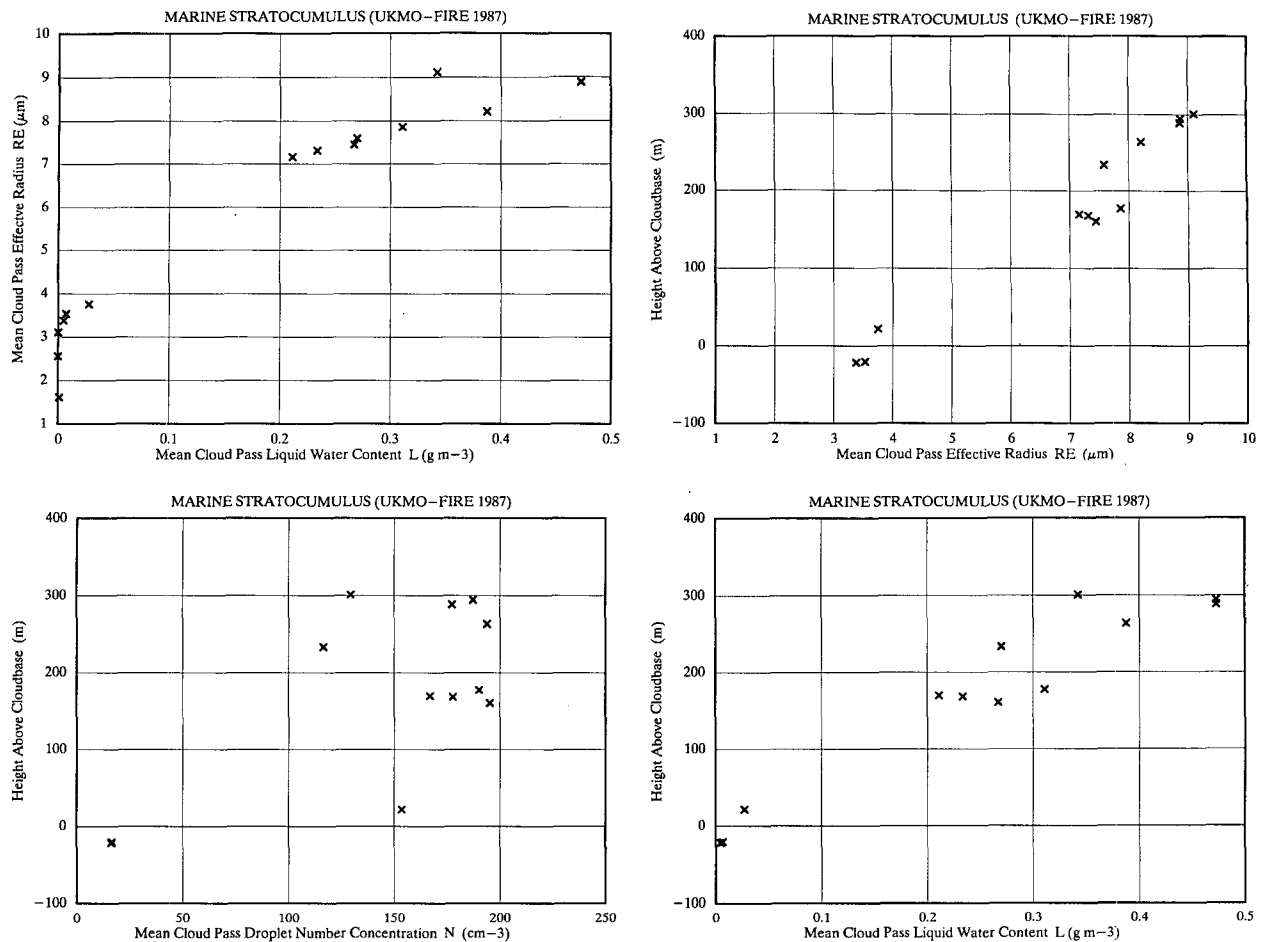 MARINE STRATOCUMULUS (UKMO−FIRE 1987)
10
9
8
7
6
5
4
3
2
1
Mean Cloud Pass Effectve Radius RE (μm)
0 0.1 0.2 0.3 0.4 0.5
Mean Cloud Pass Liquid Water Content L (g m−3)
MARINE STRATOCUMULUS (UKMO−FIRE 1987)
400
300
200
100
0
−100
Height Above Cloudbase (m)
1 2 3 4 5 6 7 8 9 10
Mean Cloud Pass Effective Radius RE (μm)
MARINE STRATOCUMULUS (UKMO−FIRE 1987)
400
300
200
100
0
−100
Height Above Cloudbase (m)
0 50 100 150 200 250
Mean Cloud Pass Droplet Number Concentration N (cm−3)
MARINE STRATOCUMULUS (UKMO−FIRE 1987)
400
300
200
100
0
−100
Height Above Cloudbase (m)
0 0.1 0.2 0.3 0.4 0.5
Mean Cloud Pass Liquid Water Content L (g m−3)